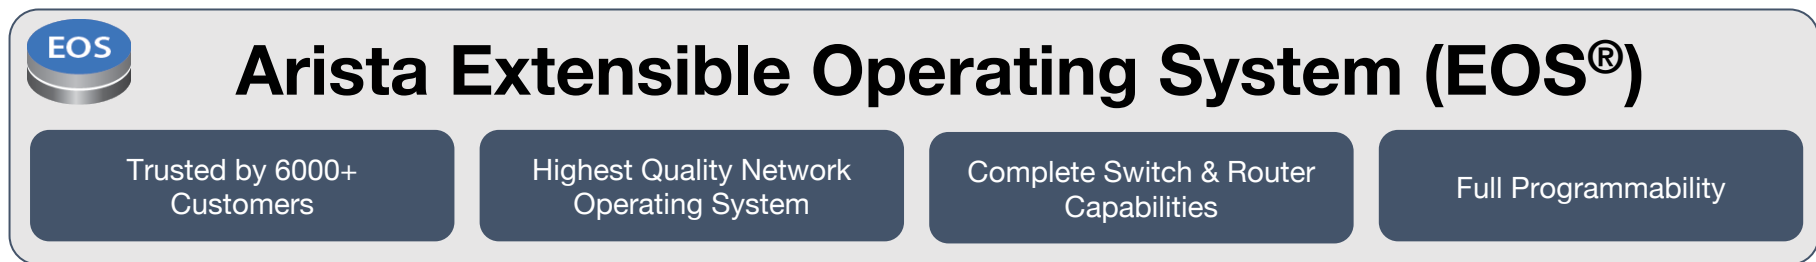 EOS
Arista Extensible Operating System (EOS®)
Trusted by 6000+
Customers
Highest Quality Network
Operating System
Complete Switch & Router
Capabilities
Full Programmability